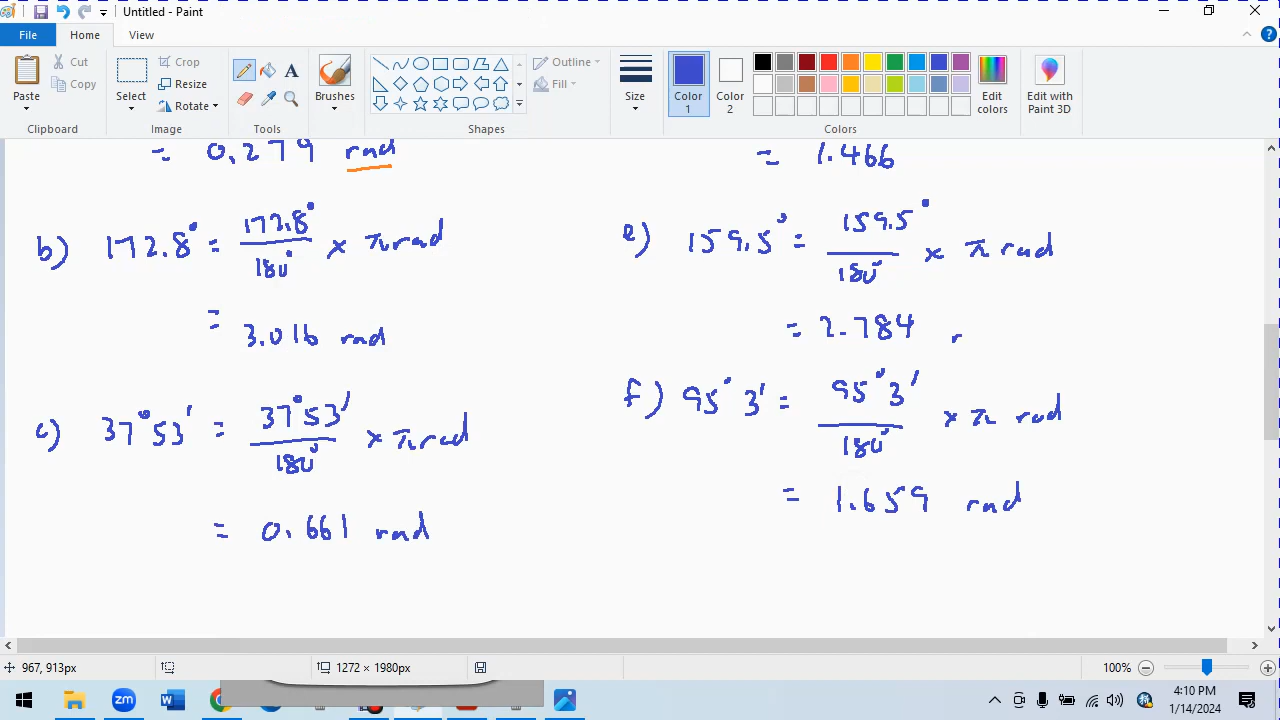 Untitled - Paint
File Home View
Paste Cut Copy Clipboard
Select Crop Resize Rotate Image
Tools
Brushes
Shapes Outline Fill
Size
Color 1 Color 2 Edit colors Colors
Edit with Paint 3D
= 0.279 rad
b) 172.8° = 172.8°/180° × π rad
= 3.016 rad
c) 37°53' = 37°53'/180° × π rad
= 0.661 rad
= 1.466
e) 159.5° = 159.5°/180° × π rad
= 2.784 r
f) 95°3' = 95°3'/180° × π rad
= 1.659 rad
967, 913px 1272 × 1980px 100%
zm W 4:10 PM
1/14/2024